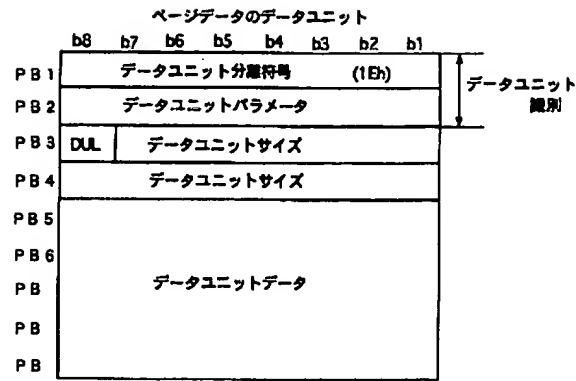 ページデータのデータユニット
b8 b7 b6 b5 b4 b3 b2 b1
PB1 データユニット分離符号 (1Eh)
PB2 データユニットパラメータ
データユニット
識別
PB3 DUL データユニットサイズ
PB4 データユニットサイズ
PB5
PB6
データユニットデータ
PB
PB
PB